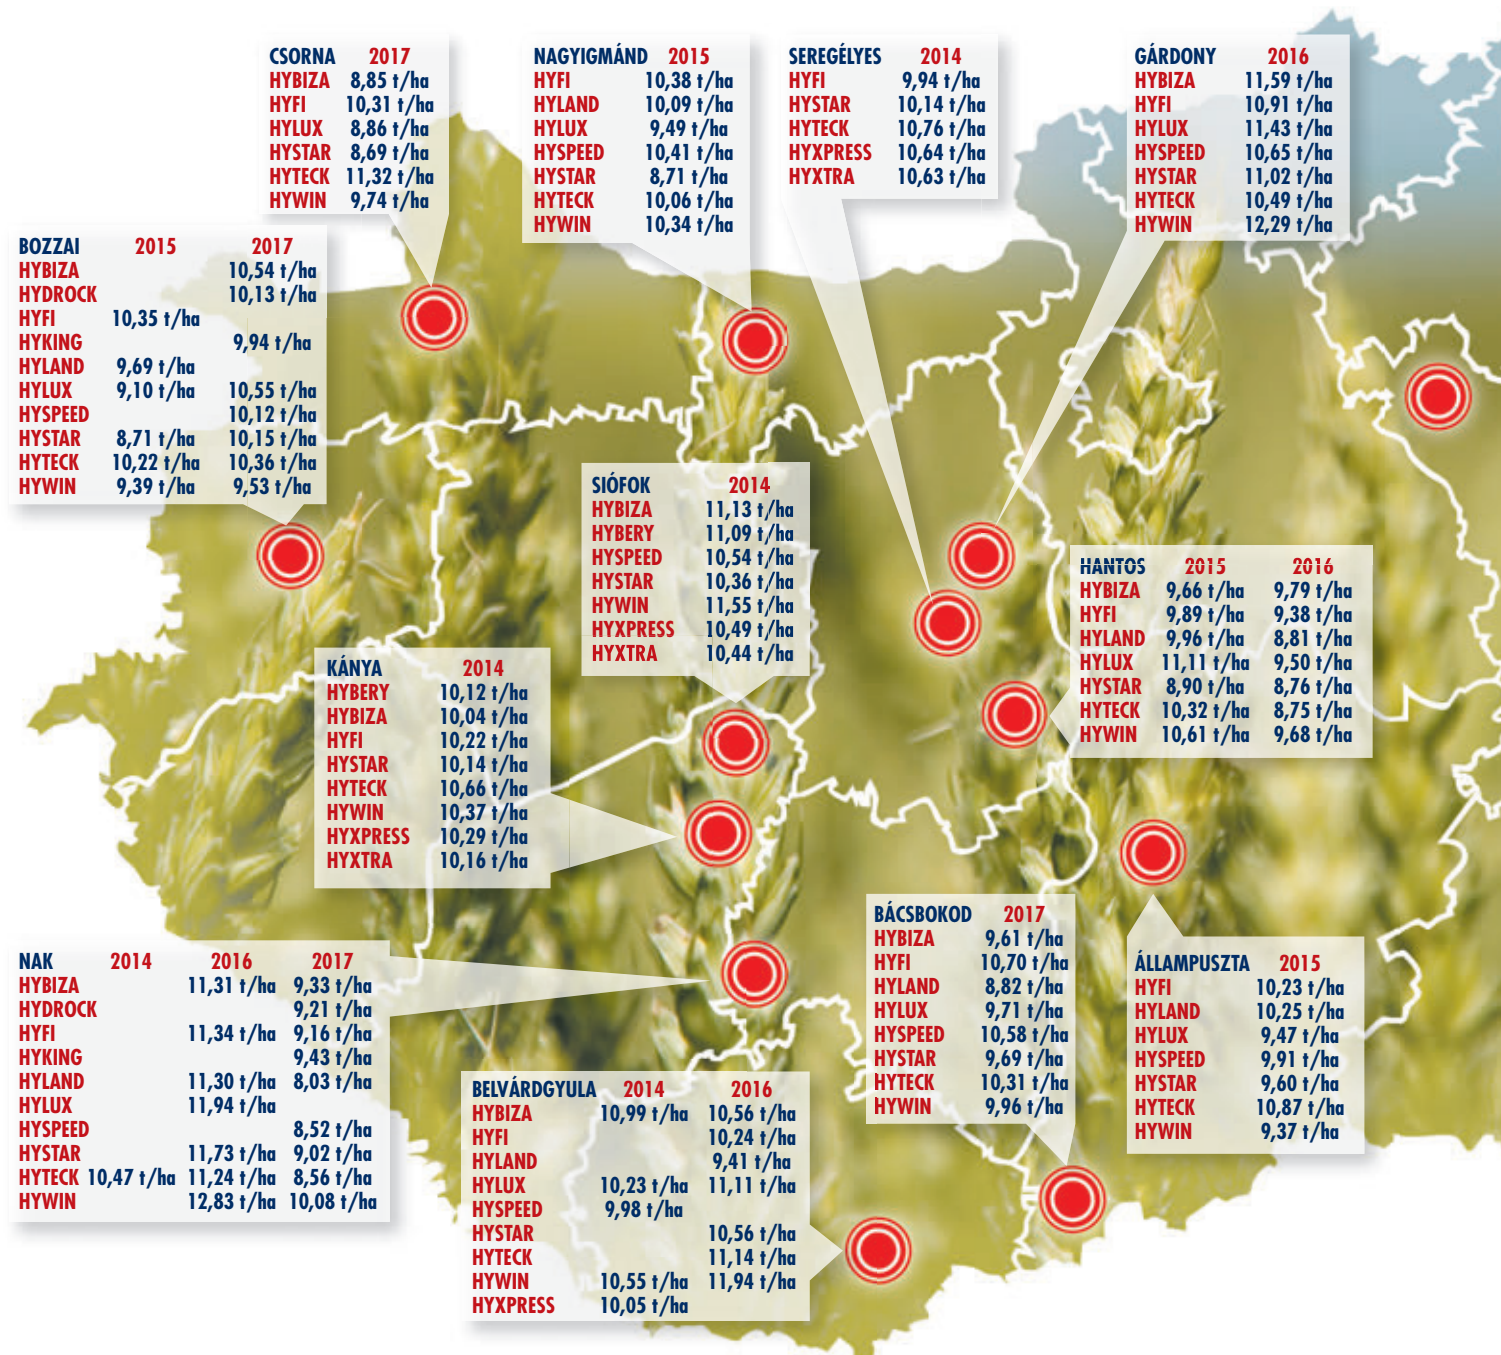 CSORNA 2017
HYBIZA 8,85 t/ha
HYFI 10,31 t/ha
HYLUX 8,86 t/ha
HYSTAR 8,69 t/ha
HYTECK 11,32 t/ha
HYWIN 9,74 t/ha
NAGYIGMÁND 2015
HYFI 10,38 t/ha
HYLAND 10,09 t/ha
HYLUX 9,49 t/ha
HYSPEED 10,41 t/ha
HYSTAR 8,71 t/ha
HYTECK 10,06 t/ha
HYWIN 10,34 t/ha
SEREGÉLYES 2014
HYFI 9,94 t/ha
HYSTAR 10,14 t/ha
HYTECK 10,76 t/ha
HYXPRESS 10,64 t/ha
HYXTRA 10,63 t/ha
GÁRDONY 2016
HYBIZA 11,59 t/ha
HYFI 10,91 t/ha
HYLUX 11,43 t/ha
HYSPEED 10,65 t/ha
HYSTAR 11,02 t/ha
HYTECK 10,49 t/ha
HYWIN 12,29 t/ha
BOZZAI 2015 2017
HYBIZA 10,54 t/ha
HYDROCK 10,13 t/ha
HYFI 10,35 t/ha
HYKING 9,94 t/ha
HYLAND 9,69 t/ha
HYLUX 9,10 t/ha 10,55 t/ha
HYSPEED 10,12 t/ha
HYSTAR 8,71 t/ha 10,15 t/ha
HYTECK 10,22 t/ha 10,36 t/ha
HYWIN 9,39 t/ha 9,53 t/ha
SIÓFOK 2014
HYBIZA 11,13 t/ha
HYBERY 11,09 t/ha
HYSPEED 10,54 t/ha
HYSTAR 10,36 t/ha
HYWIN 11,55 t/ha
HYXPRESS 10,49 t/ha
HYXTRA 10,44 t/ha
HANTOS 2015 2016
HYBIZA 9,66 t/ha 9,79 t/ha
HYFI 9,89 t/ha 9,38 t/ha
HYLAND 9,96 t/ha 8,81 t/ha
HYLUX 11,11 t/ha 9,50 t/ha
HYSTAR 8,90 t/ha 8,76 t/ha
HYTECK 10,32 t/ha 8,75 t/ha
HYWIN 10,61 t/ha 9,68 t/ha
KÁNYA 2014
HYBERY 10,12 t/ha
HYBIZA 10,04 t/ha
HYFI 10,22 t/ha
HYSTAR 10,14 t/ha
HYTECK 10,66 t/ha
HYWIN 10,37 t/ha
HYXPRESS 10,29 t/ha
HYXTRA 10,16 t/ha
NAK 2014 2016 2017
HYBIZA 11,31 t/ha 9,33 t/ha
HYDROCK 9,21 t/ha
HYFI 11,34 t/ha 9,16 t/ha
HYKING 9,43 t/ha
HYLAND 11,30 t/ha 8,03 t/ha
HYLUX 11,94 t/ha
HYSPEED 8,52 t/ha
HYSTAR 11,73 t/ha 9,02 t/ha
HYTECK 10,47 t/ha 11,24 t/ha 8,56 t/ha
HYWIN 12,83 t/ha 10,08 t/ha
BELVÁRDGYULA 2014 2016
HYBIZA 10,99 t/ha 10,56 t/ha
HYFI 10,24 t/ha
HYLAND 9,41 t/ha
HYLUX 10,23 t/ha 11,11 t/ha
HYSPEED 9,98 t/ha
HYSTAR 10,56 t/ha
HYTECK 11,14 t/ha
HYWIN 10,55 t/ha 11,94 t/ha
HYXPRESS 10,05 t/ha
BÁCSBOKOD 2017
HYBIZA 9,61 t/ha
HYFI 10,70 t/ha
HYLAND 8,82 t/ha
HYLUX 9,71 t/ha
HYSPEED 10,58 t/ha
HYSTAR 9,69 t/ha
HYTECK 10,31 t/ha
HYWIN 9,96 t/ha
ÁLLAMPUSZTA 2015
HYFI 10,23 t/ha
HYLAND 10,25 t/ha
HYLUX 9,47 t/ha
HYSPEED 9,91 t/ha
HYSTAR 9,60 t/ha
HYTECK 10,87 t/ha
HYWIN 9,37 t/ha